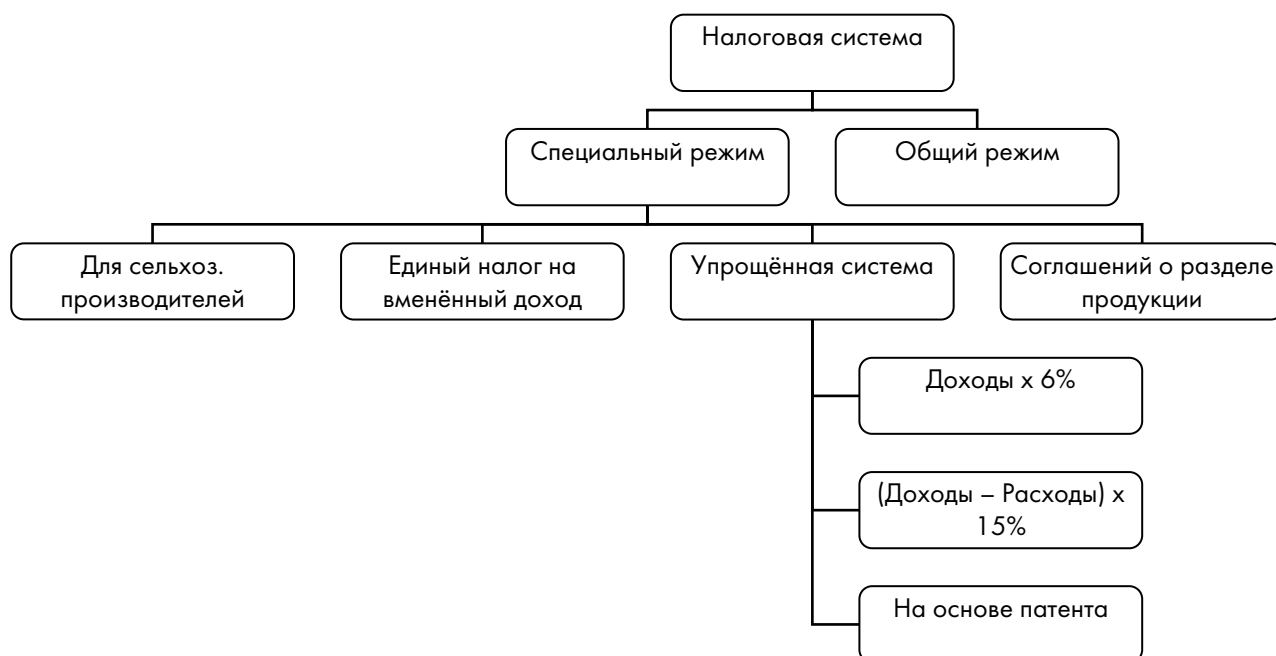 Налоговая система
Специальный режим
Общий режим
Для сельхоз.
производителей
Единый налог на
вменённый доход
Упрощённая система
Соглашений о разделе
продукции
Доходы х 6%
(Доходы – Расходы) х
15%
На основе патента